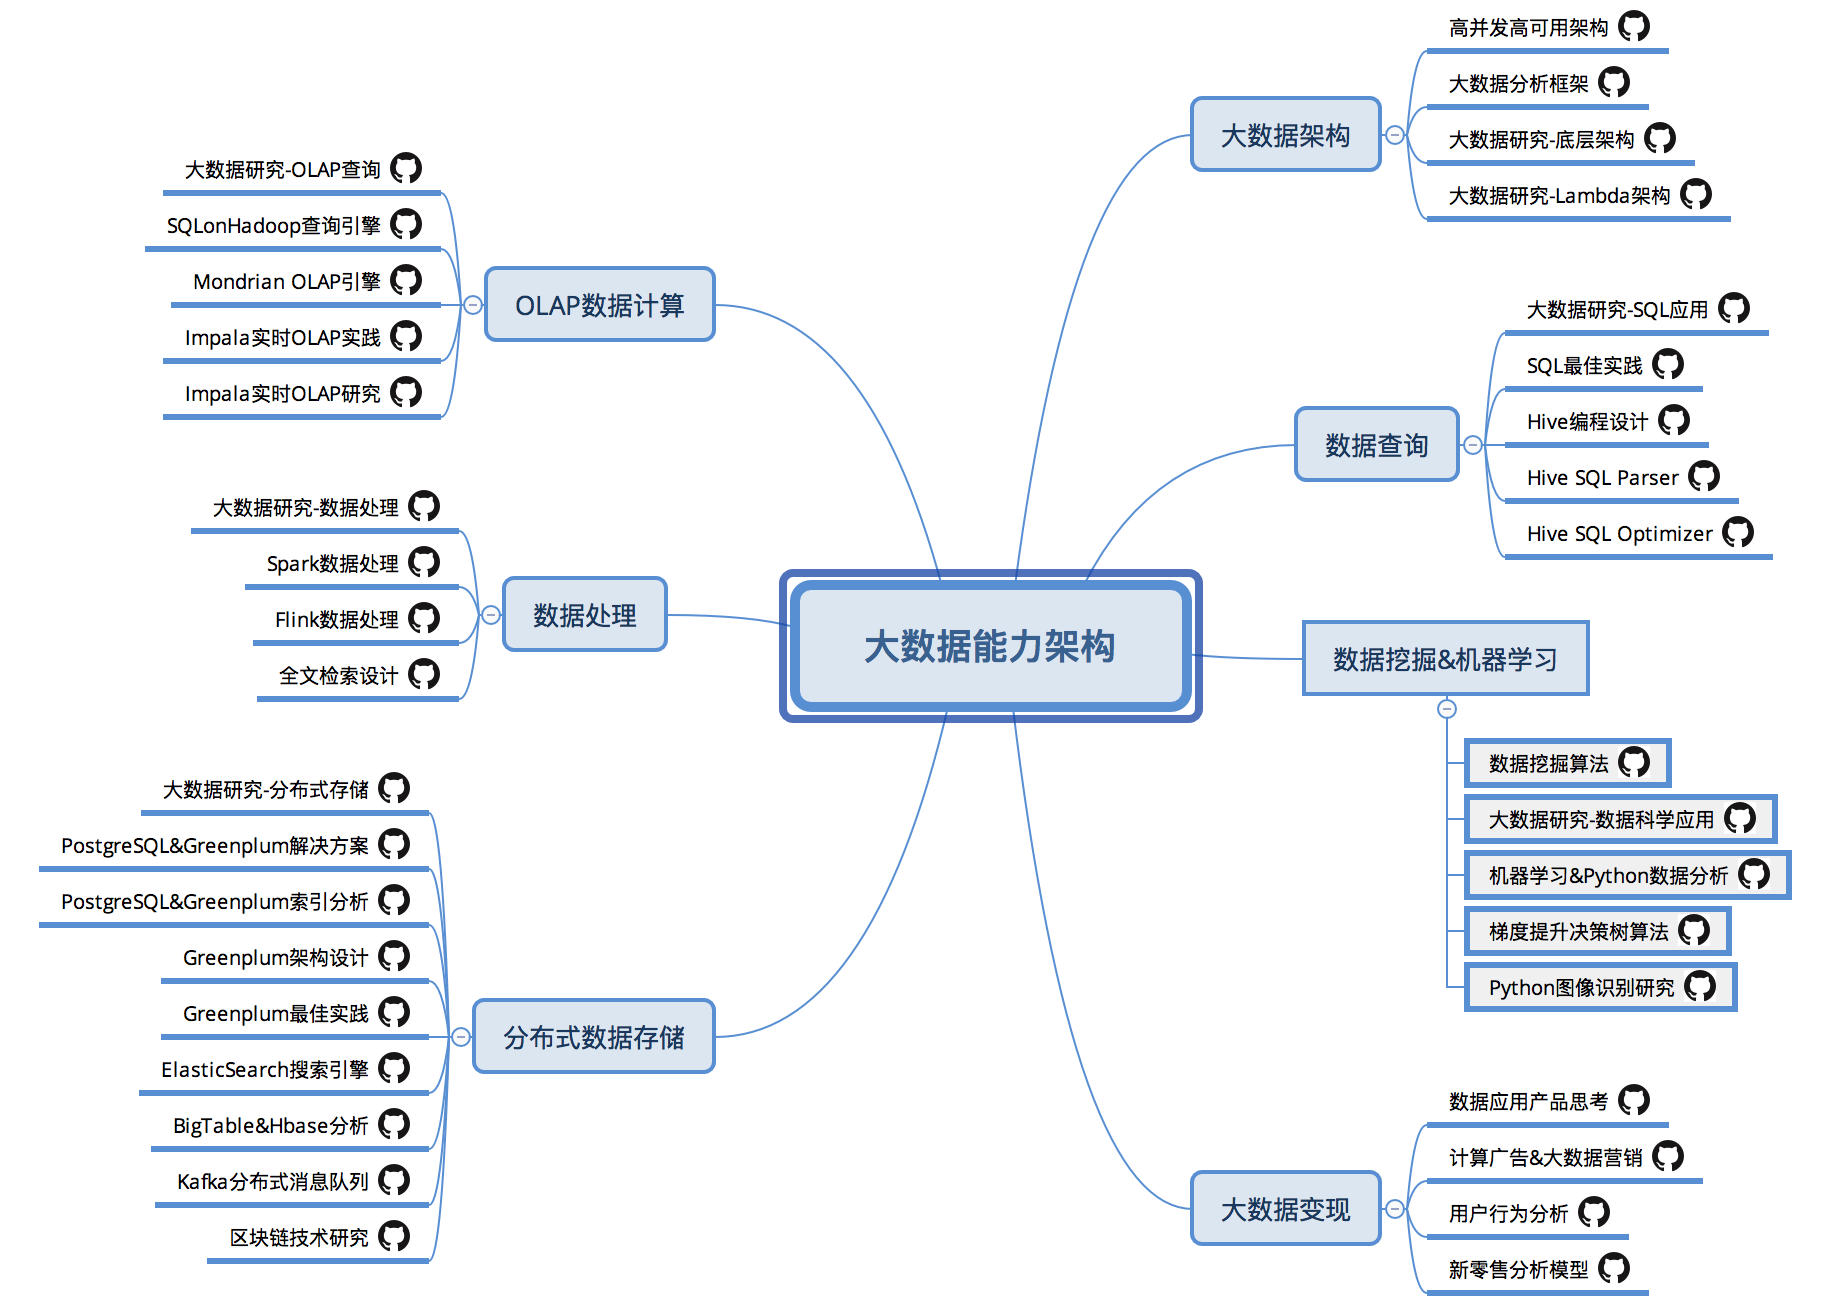 大数据能力架构
大数据架构
高并发高可用架构
大数据分析框架
大数据研究-底层架构
大数据研究-Lambda架构
数据查询
大数据研究-SQL应用
SQL最佳实践
Hive编程设计
Hive SQL Parser
Hive SQL Optimizer
数据挖掘&机器学习
数据挖掘算法
大数据研究-数据科学应用
机器学习&Python数据分析
梯度提升决策树算法
Python图像识别研究
大数据变现
数据应用产品思考
计算广告&大数据营销
用户行为分析
新零售分析模型
OLAP数据计算
大数据研究-OLAP查询
SQLonHadoop查询引擎
Mondrian OLAP引擎
Impala实时OLAP实践
Impala实时OLAP研究
数据处理
大数据研究-数据处理
Spark数据处理
Flink数据处理
全文检索设计
分布式数据存储
大数据研究-分布式存储
PostgreSQL&Greenplum解决方案
PostgreSQL&Greenplum索引分析
Greenplum架构设计
Greenplum最佳实践
ElasticSearch搜索引擎
BigTable&Hbase分析
Kafka分布式消息队列
区块链技术研究